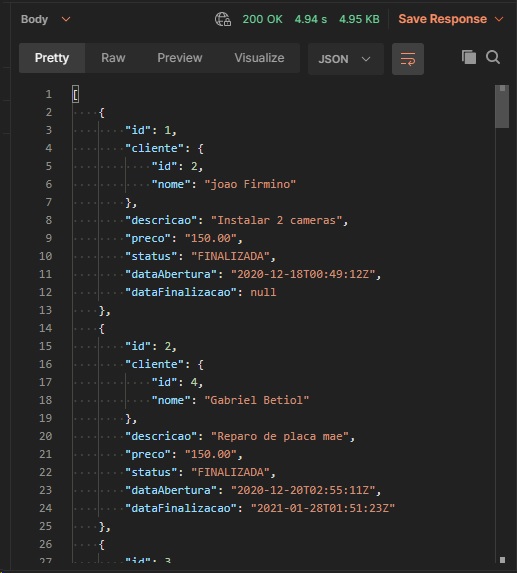 Body 200 OK 4.94 s 4.95 KB Save Response
Pretty Raw Preview Visualize JSON
1 [
2 {
3 "id": 1,
4 "cliente": {
5 "id": 2,
6 "nome": "joao Firmino"
7 },
8 "descricao": "Instalar 2 cameras",
9 "preco": "150.00",
10 "status": "FINALIZADA",
11 "dataAbertura": "2020-12-18T00:49:12Z",
12 "dataFinalizacao": null
13 },
14 {
15 "id": 2,
16 "cliente": {
17 "id": 4,
18 "nome": "Gabriel Betiol"
19 },
20 "descricao": "Reparo de placa mae",
21 "preco": "150.00",
22 "status": "FINALIZADA",
23 "dataAbertura": "2020-12-20T02:55:11Z",
24 "dataFinalizacao": "2021-01-28T01:51:23Z"
25 },
26 {
27 "id": 3